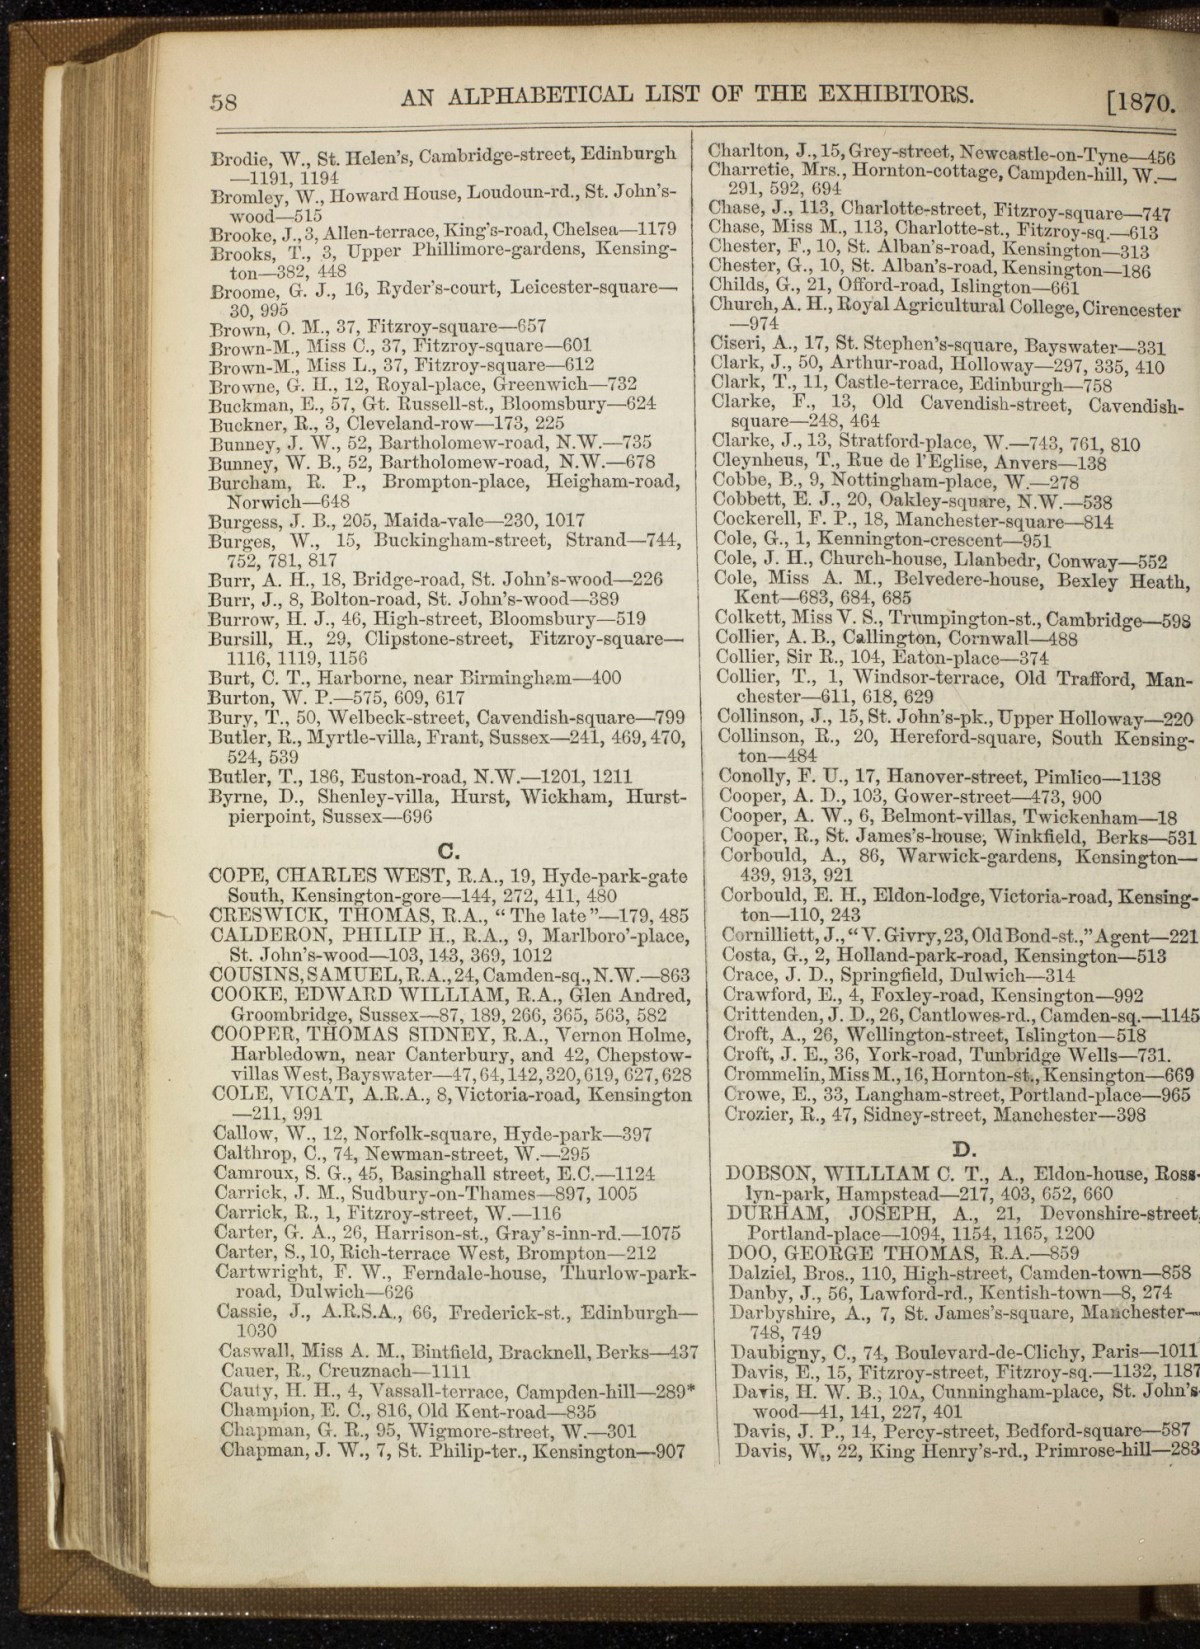 58
AN ALPHABETICAL LIST OF THE EXHIBITORS.
[1870.
Brodie, W., St. Helen's, Cambridge-street, Edinburgh
—1191, 1194
Bromley, W., Howard House, Loudoun-rd., St. John's-
wood—515
Brooke, J., 3, Allen-terrace, King's-road, Chelsea—1179
Brooks, T., 3, Upper Phillimore-gardens, Kensing-
ton—382, 448
Broome, G. J., 16, Ryder's-court, Leicester-square—
30, 995
Brown, O. M., 37, Fitzroy-square—657
Brown-M., Miss C., 37, Fitzroy-square—601
Brown-M., Miss L., 37, Fitzroy-square—612
Browne, G. H., 12, Royal-place, Greenwich—732
Buckman, E., 57, Gt. Russell-st., Bloomsbury—624
Buckner, R., 3, Cleveland-row—173, 225
Bunney, J. W., 52, Bartholomew-road, N.W.—735
Bunney, W. B., 52, Bartholomew-road, N.W.—678
Burcham, R. P., Brompton-place, Heigham-road,
Norwich—648
Burgess, J. B., 205, Maida-vale—230, 1017
Burges, W., 15, Buckingham-street, Strand—744,
752, 781, 817
Burr, A. H., 18, Bridge-road, St. John's-wood—226
Burr, J., 8, Bolton-road, St. John's-wood—389
Burrow, H. J., 46, High-street, Bloomsbury—519
Bursill, H., 29, Clipstone-street, Fitzroy-square—
1116, 1119, 1156
Burt, C. T., Harborne, near Birmingham—400
Burton, W. P.—575, 609, 617
Bury, T., 50, Welbeck-street, Cavendish-square—799
Butler, R., Myrtle-villa, Frant, Sussex—241, 469, 470,
524, 539
Butler, T., 186, Euston-road, N.W.—1201, 1211
Byrne, D., Shenley-villa, Hurst, Wickham, Hurst-
pierpoint, Sussex—696
C.
COPE, CHARLES WEST, R.A., 19, Hyde-park-gate
South, Kensington-gore—144, 272, 411, 480
CRESWICK, THOMAS, R.A., "The late"—179, 485
CALDERON, PHILIP H., R.A., 9, Marlboro'-place,
St. John's-wood—103, 143, 369, 1012
COUSINS, SAMUEL, R.A., 24, Camden-sq., N.W.—863
COOKE, EDWARD WILLIAM, R.A., Glen Andred,
Groombridge, Sussex—87, 189, 266, 365, 563, 582
COOPER, THOMAS SIDNEY, R.A., Vernon Holme,
Harbledown, near Canterbury, and 42, Chepstow-
villas West, Bayswater—47, 64, 142, 320, 619, 627, 628
COLE, VICAT, A.R.A., 8, Victoria-road, Kensington
—211, 991
Callow, W., 12, Norfolk-square, Hyde-park—397
Calthrop, C., 74, Newman-street, W.—295
Camroux, S. G., 45, Basinghall street, E.C.—1124
Carrick, J. M., Sudbury-on-Thames—897, 1005
Carrick, R., 1, Fitzroy-street, W.—116
Carter, G. A., 26, Harrison-st., Gray's-inn-rd.—1075
Carter, S., 10, Rich-terrace West, Brompton—212
Cartwright, F. W., Ferndale-house, Thurlow-park-
road, Dulwich—626
Cassie, J., A.R.S.A., 66, Frederick-st., Edinburgh—
1030
Caswall, Miss A. M., Bintfield, Bracknell, Berks—437
Cauer, R., Creuznach—1111
Cauty, H. H., 4, Vassall-terrace, Campden-hill—289*
Champion, E. C., 816, Old Kent-road—835
Chapman, G. R., 95, Wigmore-street, W.—301
Chapman, J. W., 7, St. Philip-ter., Kensington—907
Charlton, J., 15, Grey-street, Newcastle-on-Tyne—456
Charretie, Mrs., Hornton-cottage, Campden-hill, W.—
291, 592, 694
Chase, J., 113, Charlotte-street, Fitzroy-square—747
Chase, Miss M., 113, Charlotte-st., Fitzroy-sq.—613
Chester, F., 10, St. Alban's-road, Kensington—313
Chester, G., 10, St. Alban's-road, Kensington—186
Childs, G., 21, Offord-road, Islington—661
Church, A. H., Royal Agricultural College, Cirencester
—974
Ciseri, A., 17, St. Stephen's-square, Bayswater—331
Clark, J., 50, Arthur-road, Holloway—297, 335, 410
Clark, T., 11, Castle-terrace, Edinburgh—758
Clarke, F., 13, Old Cavendish-street, Cavendish-
square—248, 464
Clarke, J., 13, Stratford-place, W.—743, 761, 810
Cleynheus, T., Rue de l'Eglise, Anvers—138
Cobbe, B., 9, Nottingham-place, W.—278
Cobbett, E. J., 20, Oakley-square, N.W.—538
Cockerell, F. P., 18, Manchester-square—814
Cole, G., 1, Kennington-crescent—951
Cole, J. H., Church-house, Llanbedr, Conway—552
Cole, Miss A. M., Belvedere-house, Bexley Heath,
Kent—683, 684, 685
Colkett, Miss V. S., Trumpington-st., Cambridge—598
Collier, A. B., Callington, Cornwall—488
Collier, Sir R., 104, Eaton-place—374
Collier, T., 1, Windsor-terrace, Old Trafford, Man-
chester—611, 618, 629
Collinson, J., 15, St. John's-pk., Upper Holloway—220
Collinson, R., 20, Hereford-square, South Kensing-
ton—484
Conolly, F. U., 17, Hanover-street, Pimlico—1138
Cooper, A. D., 103, Gower-street—473, 900
Cooper, A. W., 6, Belmont-villas, Twickenham—18
Cooper, R., St. James's-house, Winkfield, Berks—531
Corbould, A., 86, Warwick-gardens, Kensington—
439, 913, 921
Corbould, E. H., Eldon-lodge, Victoria-road, Kensing-
ton—110, 243
Cornilliett, J., "V. Givry, 23, Old Bond-st.," Agent—221
Costa, G., 2, Holland-park-road, Kensington—513
Crace, J. D., Springfield, Dulwich—314
Crawford, E., 4, Foxley-road, Kensington—992
Crittenden, J. D., 26, Cantlowes-rd., Camden-sq.—1145
Croft, A., 26, Wellington-street, Islington—518
Croft, J. E., 36, York-road, Tunbridge Wells—731.
Crommelin, Miss M., 16, Hornton-st., Kensington—669
Crowe, E., 33, Langham-street, Portland-place—965
Crozier, R., 47, Sidney-street, Manchester—398
D.
DOBSON, WILLIAM C. T., A., Eldon-house, Ross-
lyn-park, Hampstead—217, 403, 652, 660
DURHAM, JOSEPH, A., 21, Devonshire-street,
Portland-place—1094, 1154, 1165, 1200
DOO, GEORGE THOMAS, R.A.—859
Dalziel, Bros., 110, High-street, Camden-town—858
Danby, J., 56, Lawford-rd., Kentish-town—8, 274
Darbyshire, A., 7, St. James's-square, Manchester—
748, 749
Daubigny, C., 74, Boulevard-de-Clichy, Paris—1011
Davis, E., 15, Fitzroy-street, Fitzroy-sq.—1132, 1187
Davis, H. W. B., 10A, Cunningham-place, St. John's-
wood—41, 141, 227, 401
Davis, J. P., 14, Percy-street, Bedford-square—587
Davis, W., 22, King Henry's-rd., Primrose-hill—283